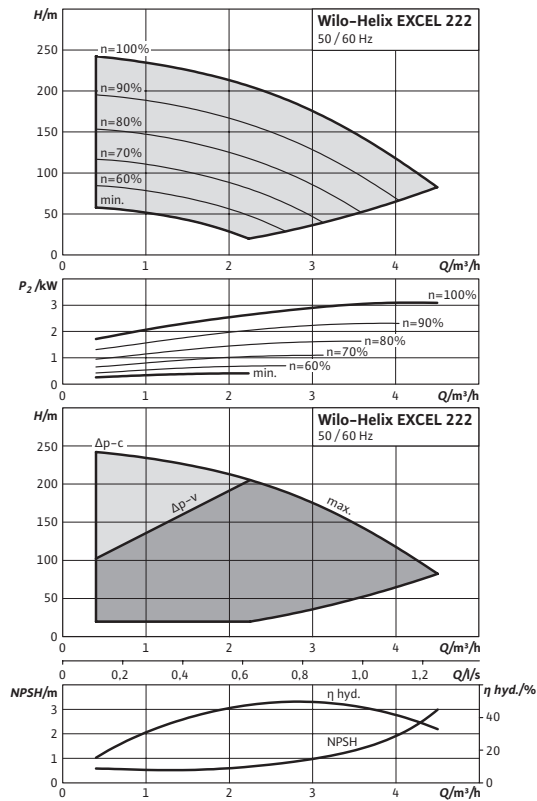 H/m
Wilo-Helix EXCEL 222
50 / 60 Hz
250
n=100%
200
n=90%
150
n=80%
n=70%
100
n=60%
min.
50
0
0 1 2 3 4 Q/m³/h
P₂ /kW
n=100%
3
n=90%
2
n=80%
n=70%
1
n=60%
min.
0
0 1 2 3 4 Q/m³/h
H/m
Wilo-Helix EXCEL 222
50 / 60 Hz
250
Δp-c
200
Δp-v
max.
150
100
50
0
0 1 2 3 4 Q/m³/h
0 0,2 0,4 0,6 0,8 1,0 1,2 Q/l/s
NPSH/m
η hyd./%
η hyd.
3
40
2
NPSH
20
1
0
0
0 1 2 3 4 Q/m³/h